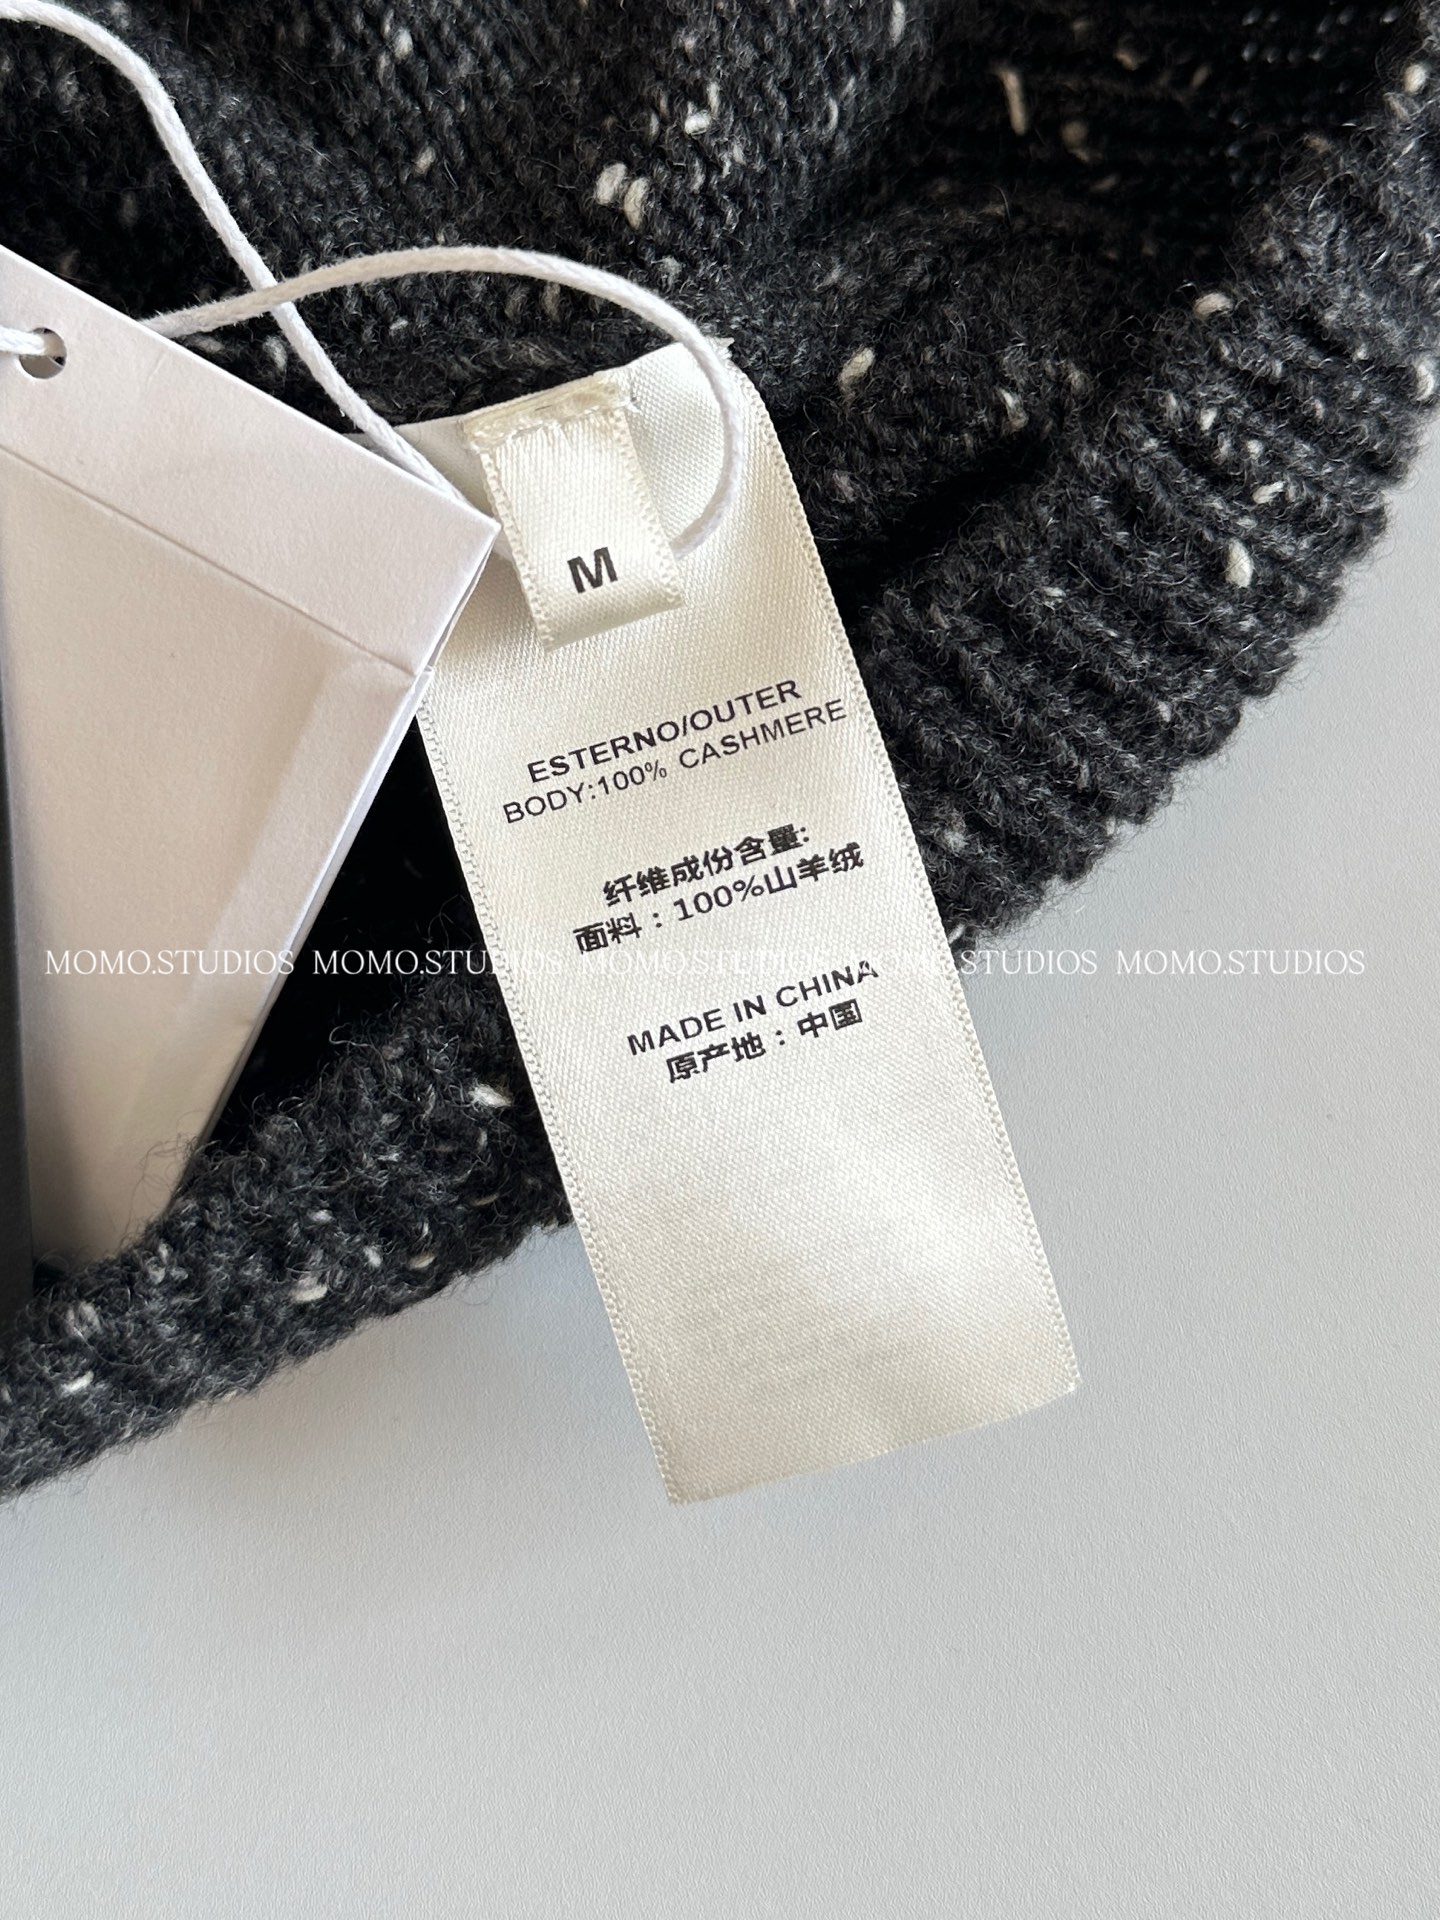 M
ESTERNO/OUTER
BODY:100% CASHMERE
纤维成份含量:
面料：100%山羊绒
MOMO.STUDIOS MOMO.STUDIOS MOMO.STUDIOS MOMO.STUDIOS MOMO.STUDIOS
MADE IN CHINA
原产地：中国